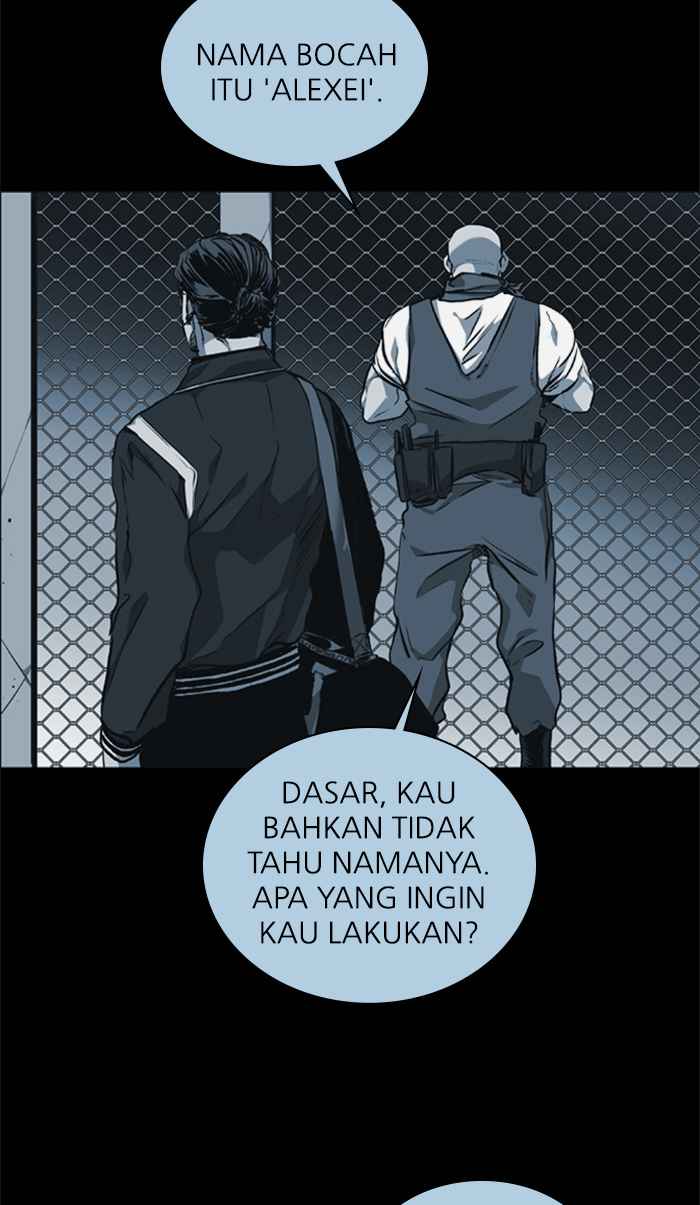 NAMA BOCAH
ITU 'ALEXEI'.
DASAR, KAU
BAHKAN TIDAK
TAHU NAMANYA.
APA YANG INGIN
KAU LAKUKAN?